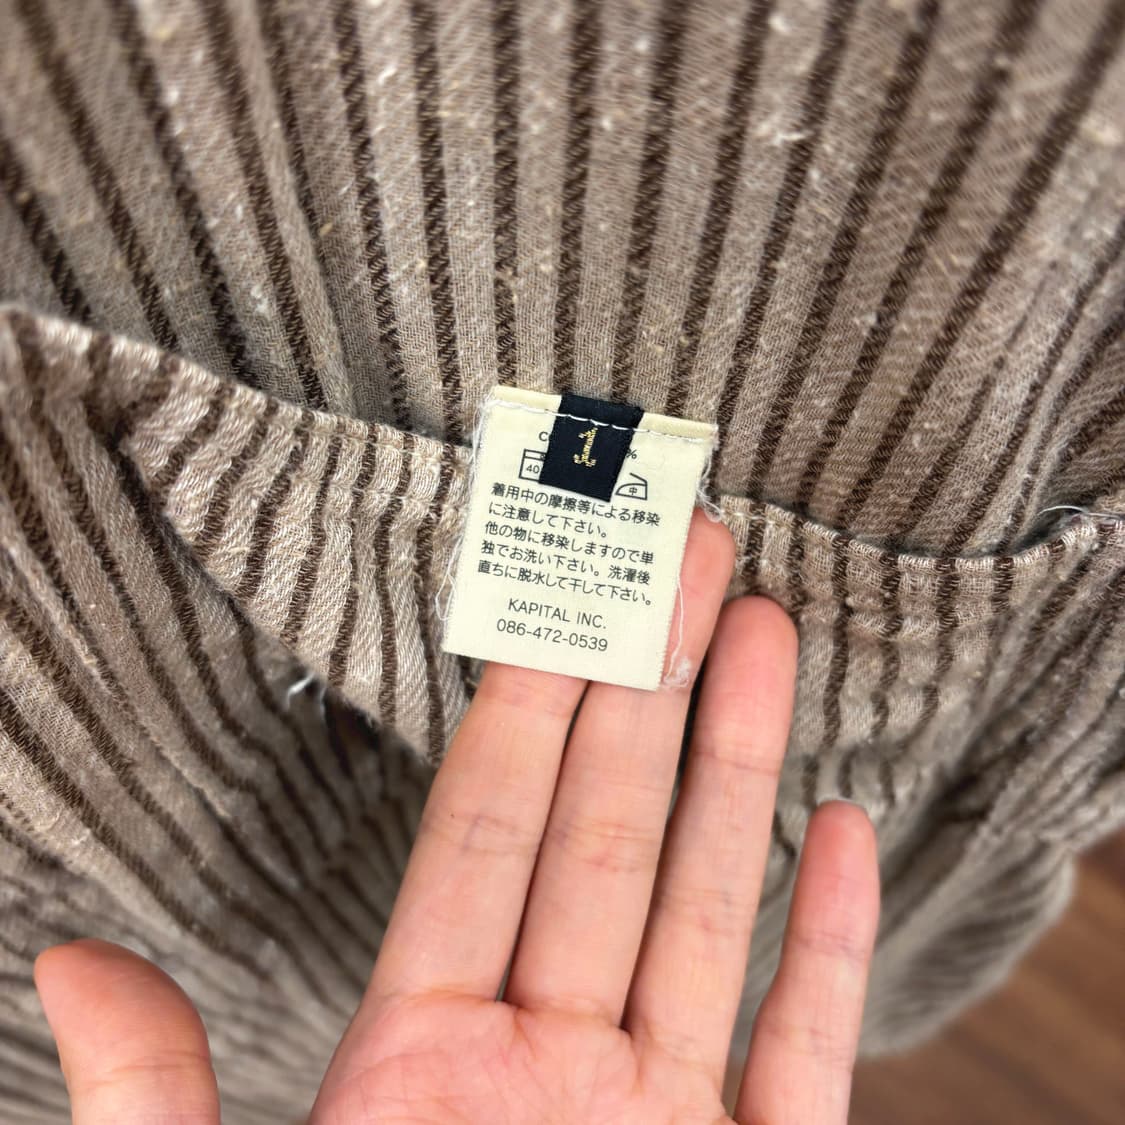 1
C %
40 中
着用中の摩擦等による移染
に注意して下さい。
他の物に移染しますので単
独でお洗い下さい。洗濯後
直ちに脱水して干して下さい。
KAPITAL INC.
086-472-0539